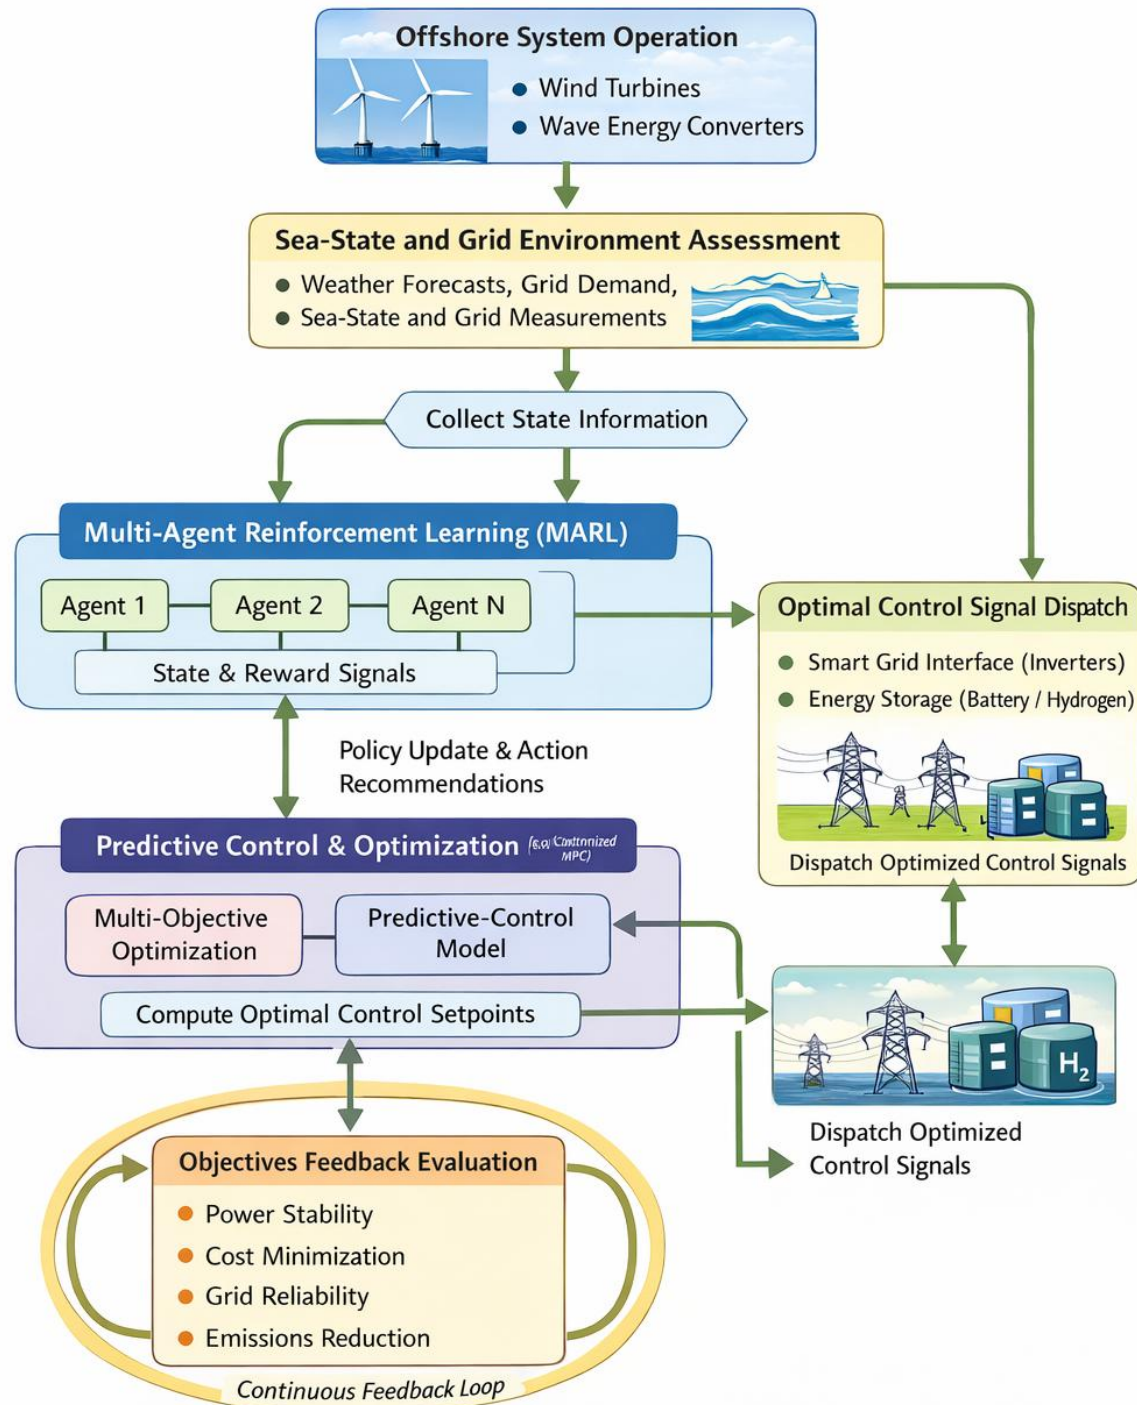 Offshore System Operation
Wind Turbines
Wave Energy Converters
Sea-State and Grid Environment Assessment
Weather Forecasts, Grid Demand,
Sea-State and Grid Measurements
Collect State Information
Multi-Agent Reinforcement Learning (MARL)
Agent 1
Agent 2
Agent N
State & Reward Signals
Policy Update & Action
Recommendations
Optimal Control Signal Dispatch
Smart Grid Interface (Inverters)
Energy Storage (Battery / Hydrogen)
Dispatch Optimized Control Signals
Predictive Control & Optimization
MPC)
Multi-Objective
Optimization
Predictive-Control
Model
Compute Optimal Control Setpoints
H₂
Dispatch Optimized
Control Signals
Objectives Feedback Evaluation
Power Stability
Cost Minimization
Grid Reliability
Emissions Reduction
Continuous Feedback Loop